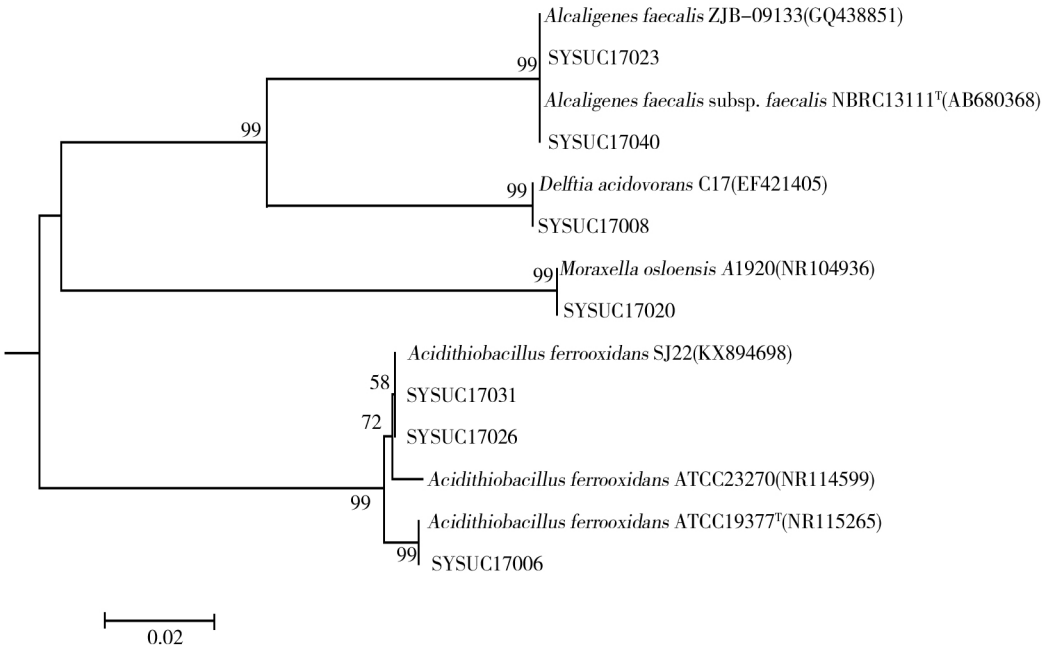 Alcaligenes faecalis ZJB-09133(GQ438851)
99
SYSUC17023
Alcaligenes faecalis subsp. faecalis NBRC13111ᵀ(AB680368)
99
SYSUC17040
99
Delftia acidovorans C17(EF421405)
SYSUC17008
99
Moraxella osloensis A1920(NR104936)
SYSUC17020
Acidithiobacillus ferrooxidans SJ22(KX894698)
58
SYSUC17031
72
SYSUC17026
Acidithiobacillus ferrooxidans ATCC23270(NR114599)
99
Acidithiobacillus ferrooxidans ATCC19377ᵀ(NR115265)
99
SYSUC17006
0.02